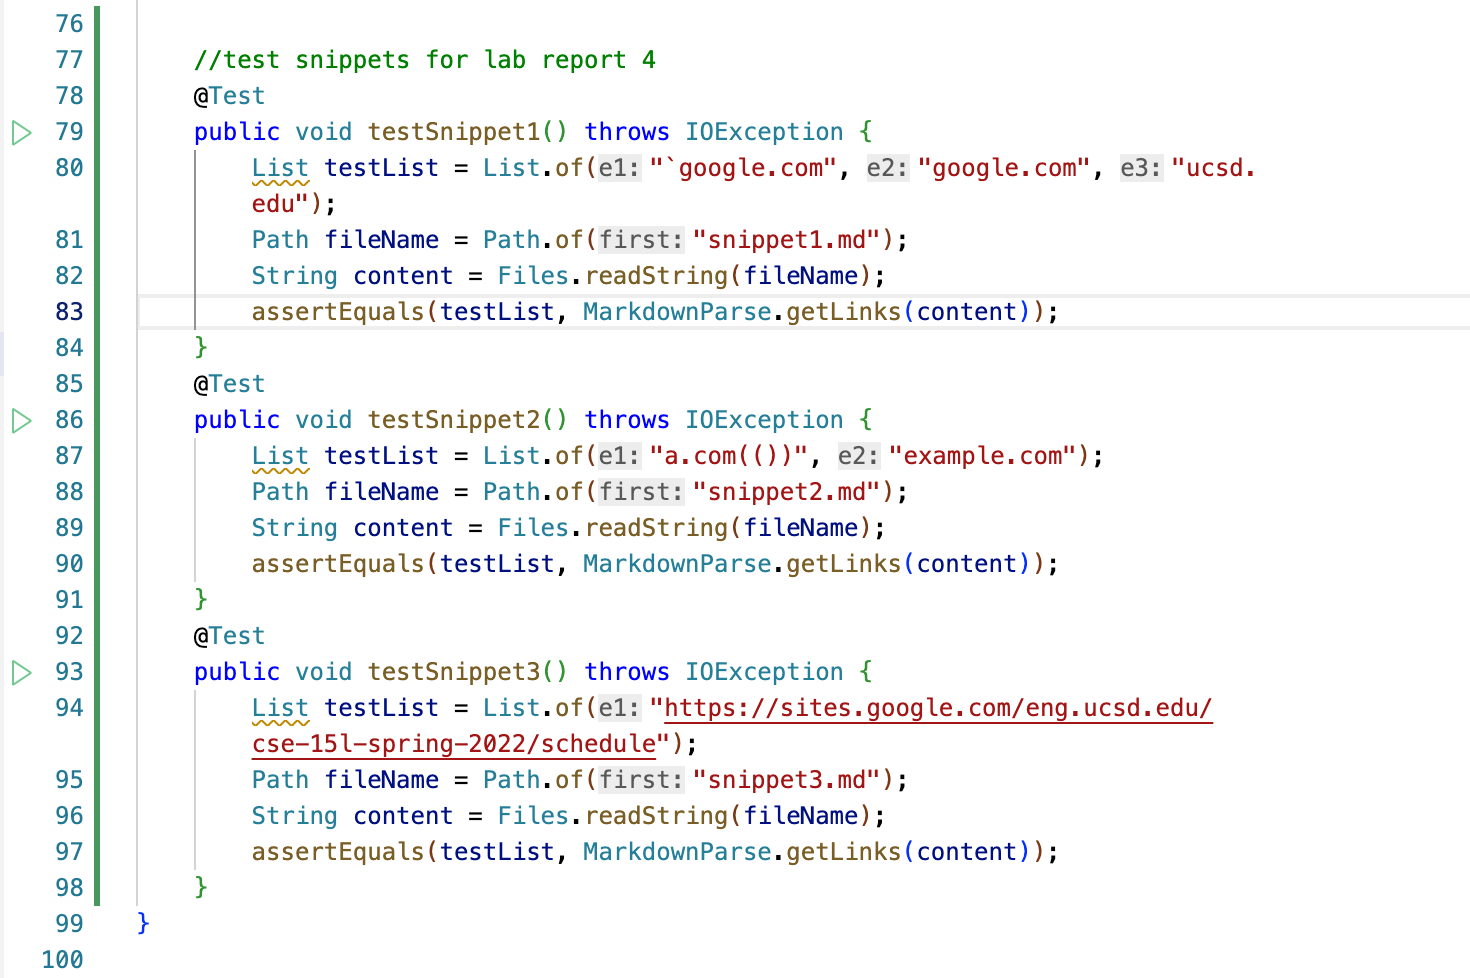 76
77 //test snippets for lab report 4
78 @Test
79 public void testSnippet1() throws IOException {
80 List testList = List.of(e1: "`google.com", e2: "google.com", e3: "ucsd.
edu");
81 Path fileName = Path.of(first: "snippet1.md");
82 String content = Files.readString(fileName);
83 assertEquals(testList, MarkdownParse.getLinks(content));
84 }
85 @Test
86 public void testSnippet2() throws IOException {
87 List testList = List.of(e1: "a.com(())", e2: "example.com");
88 Path fileName = Path.of(first: "snippet2.md");
89 String content = Files.readString(fileName);
90 assertEquals(testList, MarkdownParse.getLinks(content));
91 }
92 @Test
93 public void testSnippet3() throws IOException {
94 List testList = List.of(e1: "https://sites.google.com/eng.ucsd.edu/
cse-15l-spring-2022/schedule");
95 Path fileName = Path.of(first: "snippet3.md");
96 String content = Files.readString(fileName);
97 assertEquals(testList, MarkdownParse.getLinks(content));
98 }
99 }
100